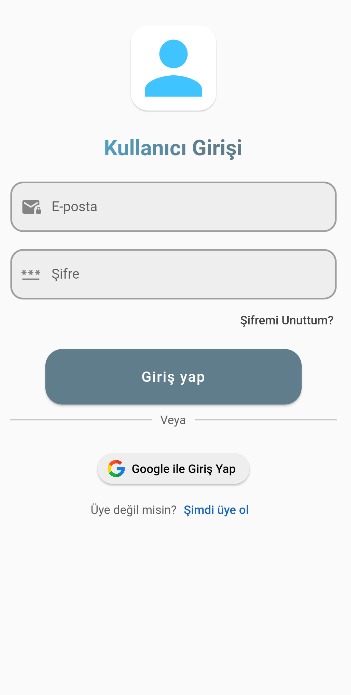 Kullanıcı Girişi
E-posta
Şifre
Şifremi Unuttum?
Giriş yap
Veya
Google ile Giriş Yap
Üye değil misin? Şimdi üye ol